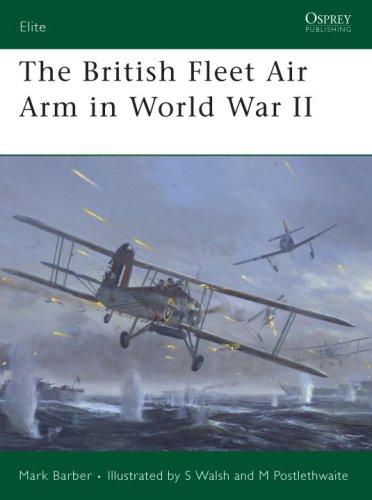 Elite
OSPREY
PUBLISHING
The British Fleet Air
Arm in World War II
Mark Barber • Illustrated by S Walsh and M Postlethwaite